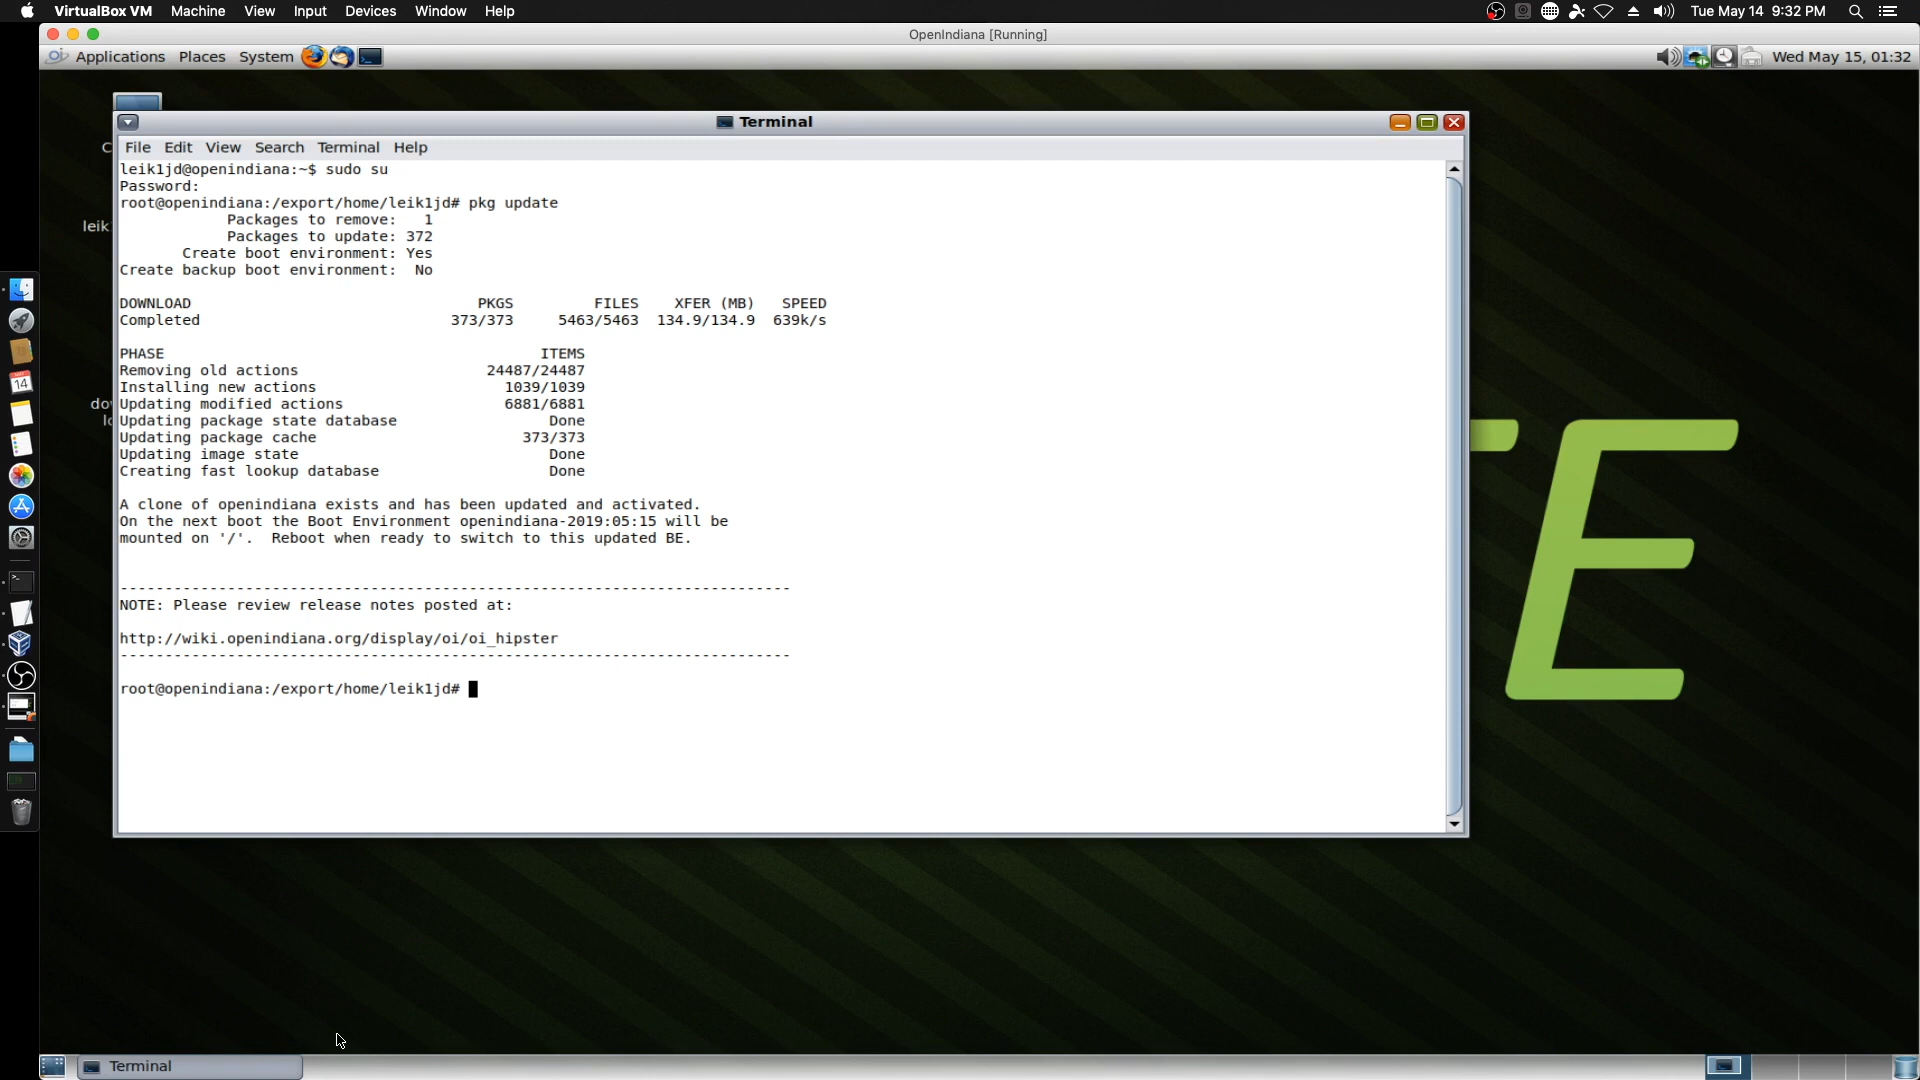 VirtualBox VM Machine View Input Devices Window Help Tue May 14 9:32 PM
OpenIndiana [Running]
Applications Places System Wed May 15, 01:32
Terminal
File Edit View Search Terminal Help
leik1jd@openindiana:~$ sudo su
Password:
root@openindiana:/export/home/leik1jd# pkg update
Packages to remove: 1
Packages to update: 372
Create boot environment: Yes
Create backup boot environment: No
DOWNLOAD PKGS FILES XFER (MB) SPEED
Completed 373/373 5463/5463 134.9/134.9 639k/s
PHASE ITEMS
Removing old actions 24487/24487
Installing new actions 1039/1039
Updating modified actions 6881/6881
Updating package state database Done
Updating package cache 373/373
Updating image state Done
Creating fast lookup database Done
A clone of openindiana exists and has been updated and activated.
On the next boot the Boot Environment openindiana-2019:05:15 will be
mounted on '/'. Reboot when ready to switch to this updated BE.
---------------------------------------------------------------------------
NOTE: Please review release notes posted at:
http://wiki.openindiana.org/display/oi/oi_hipster
---------------------------------------------------------------------------
root@openindiana:/export/home/leik1jd#
C
leik
do
lo
14
E
Terminal